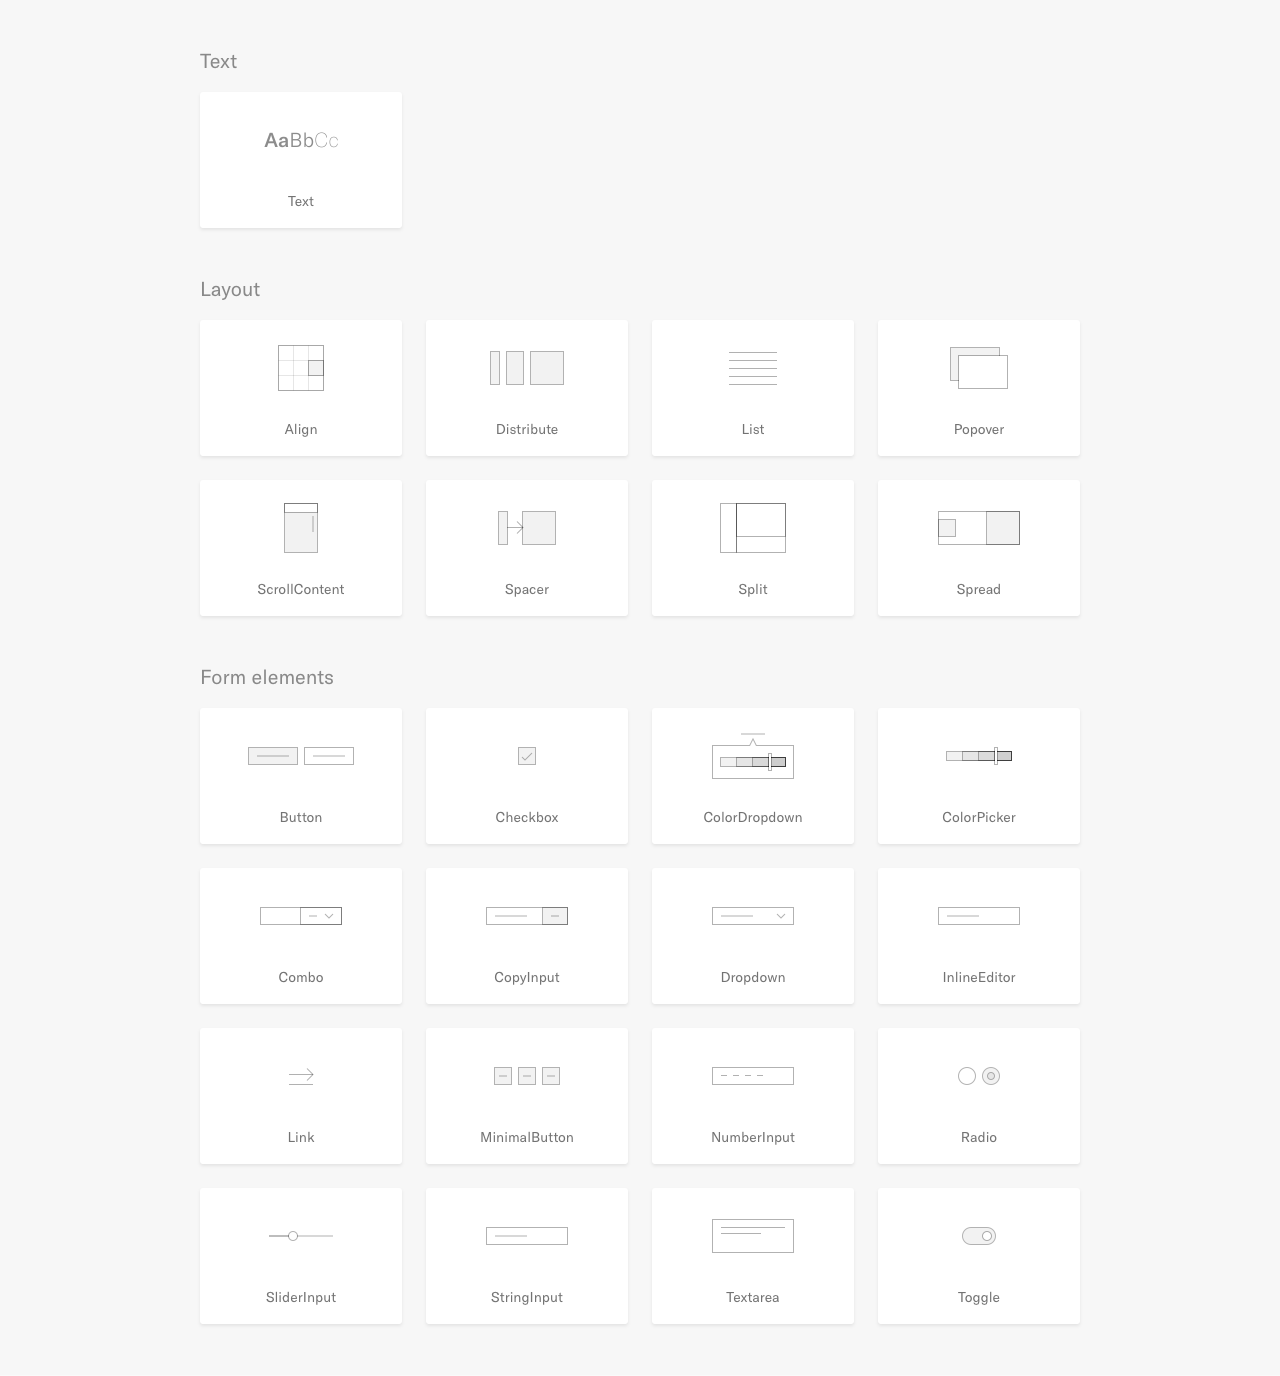 Text
AaBbCc
Text
Layout
Align
Distribute
List
Popover
ScrollContent
Spacer
Split
Spread
Form elements
Button
Checkbox
ColorDropdown
ColorPicker
Combo
CopyInput
Dropdown
InlineEditor
Link
MinimalButton
NumberInput
Radio
SliderInput
StringInput
Textarea
Toggle